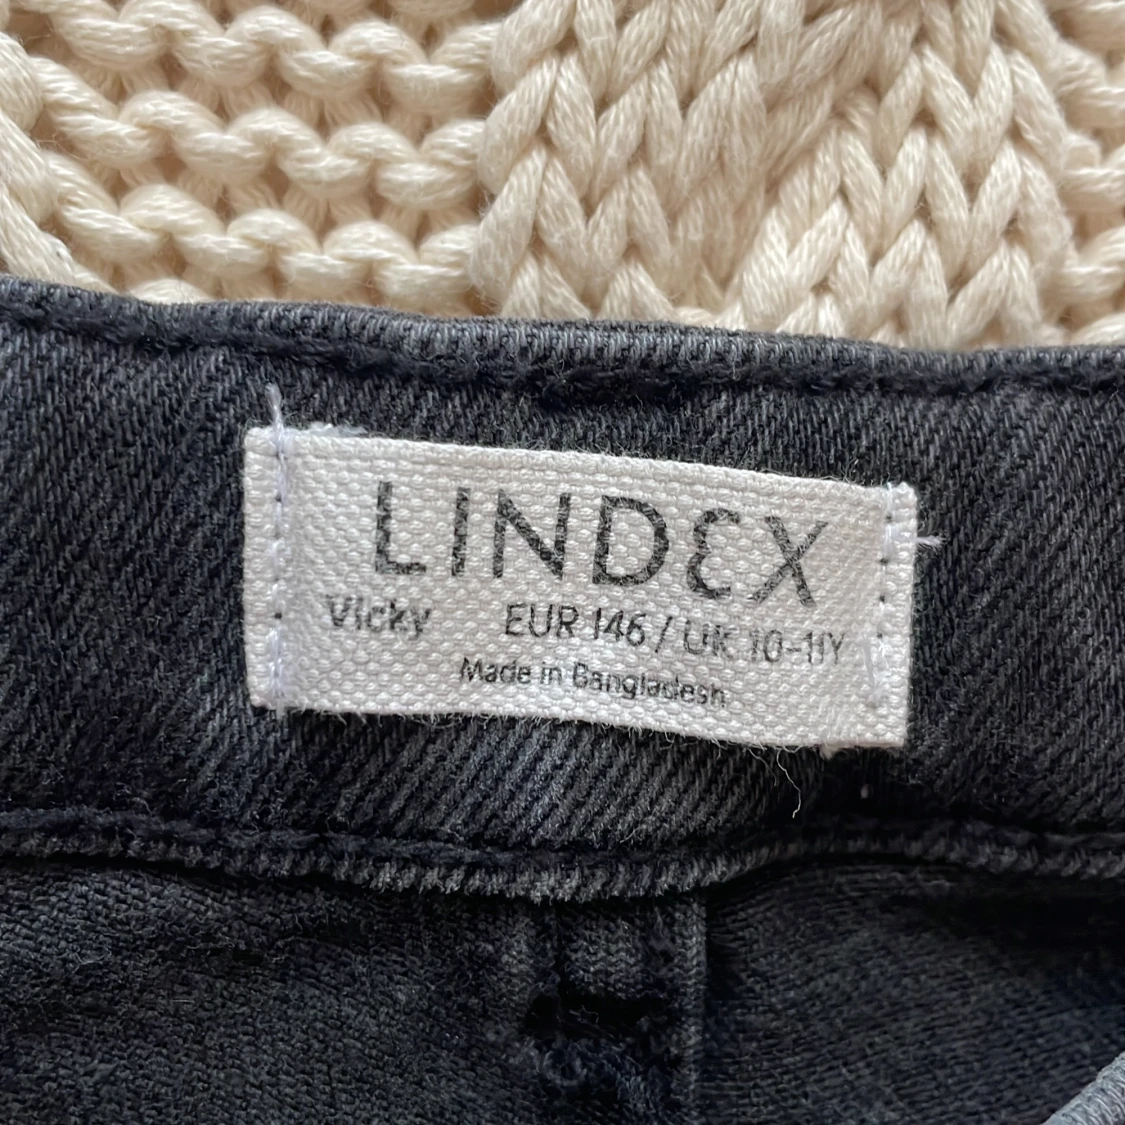 LINDEX
Vicky EUR 146 / UK 10-11Y
Made in Bangladesh